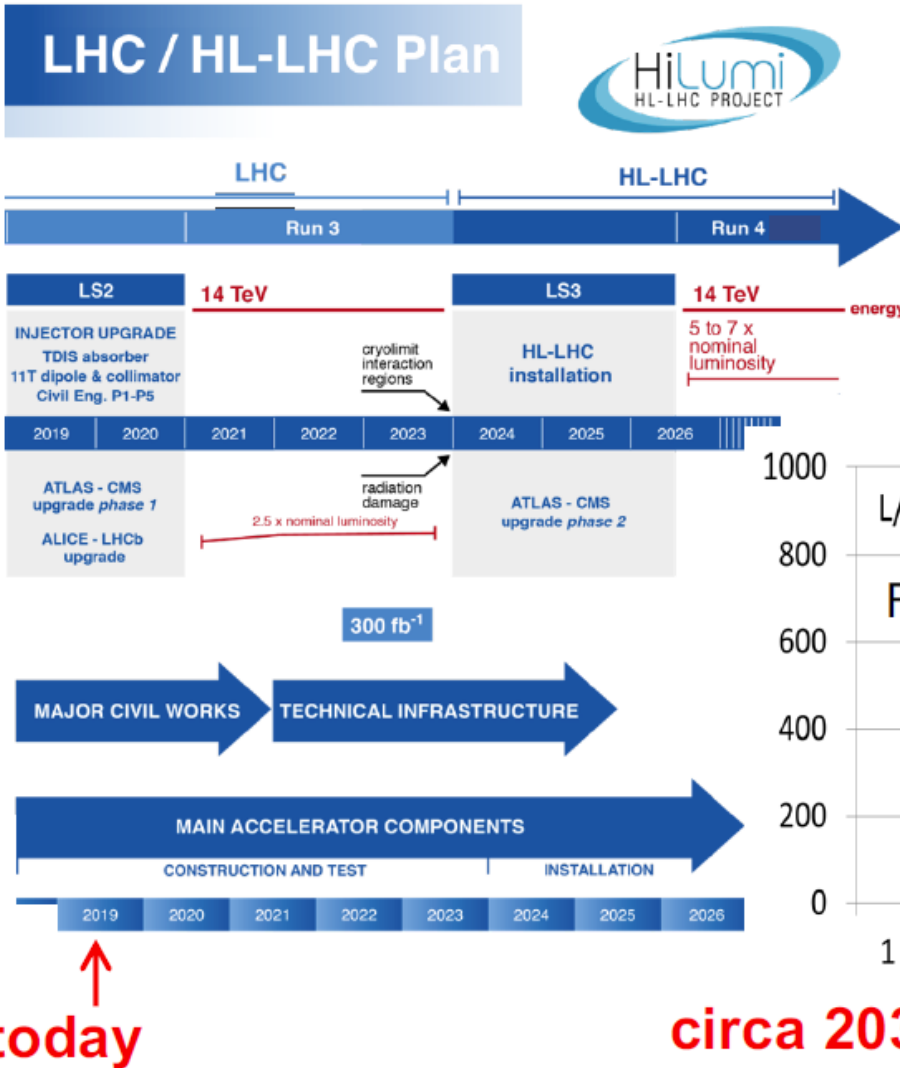 LHC / HL-LHC Plan
HiLumi
HL-LHC PROJECT
LHC
HL-LHC
Run 3
Run 4
LS2
14 TeV
LS3
14 TeV
energy
INJECTOR UPGRADE
TDIS absorber
11T dipole & collimator
Civil Eng. P1-P5
cryolimit
interaction
regions
HL-LHC
installation
5 to 7 x
nominal
luminosity
2019 2020 2021 2022 2023 2024 2025 2026
ATLAS - CMS
upgrade phase 1
ALICE - LHCb
upgrade
radiation
damage
2.5 x nominal luminosity
ATLAS - CMS
upgrade phase 2
300 fb⁻¹
MAJOR CIVIL WORKS
TECHNICAL INFRASTRUCTURE
MAIN ACCELERATOR COMPONENTS
CONSTRUCTION AND TEST
INSTALLATION
2019 2020 2021 2022 2023 2024 2025 2026
1000
L/
800
F
600
400
200
0
1
today
circa 203